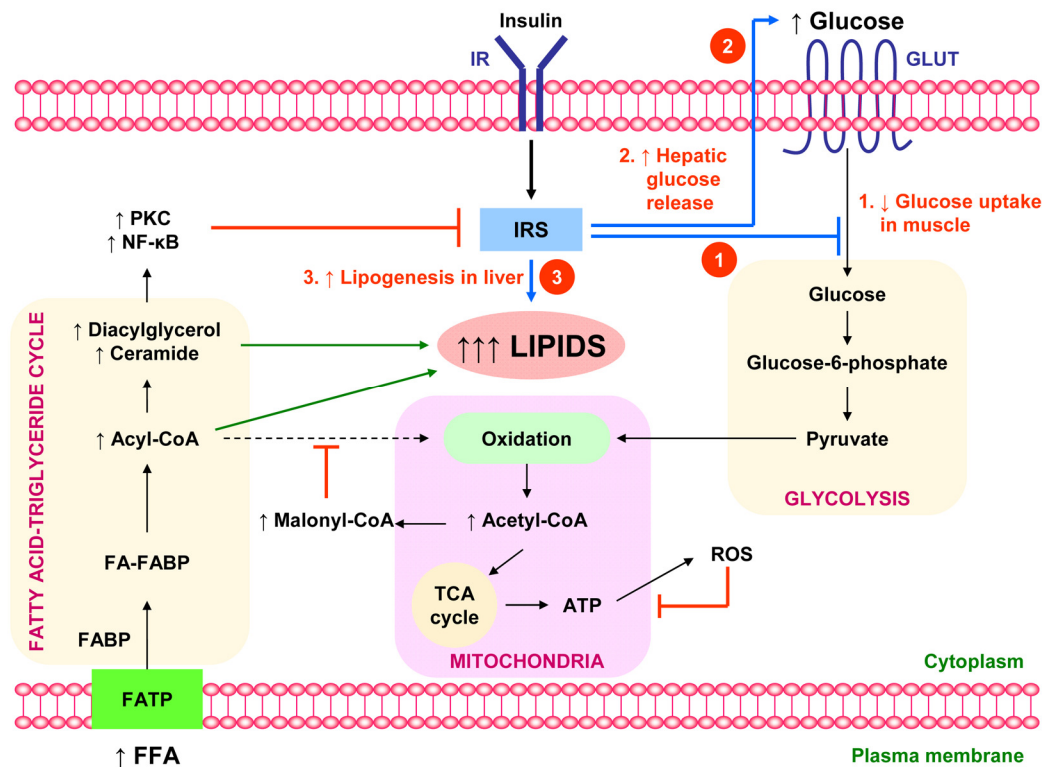 Insulin
IR
2
↑ Glucose
GLUT
2. ↑ Hepatic
glucose
release
1. ↓ Glucose uptake
in muscle
↑ PKC
↑ NF-κB
IRS
1
3. ↑ Lipogenesis in liver
3
Glucose
FATTY ACID-TRIGLYCERIDE CYCLE
↑ Diacylglycerol
↑ Ceramide
↑↑↑ LIPIDS
Glucose-6-phosphate
↑ Acyl-CoA
Oxidation
Pyruvate
GLYCOLYSIS
↑ Malonyl-CoA
↑ Acetyl-CoA
FA-FABP
ROS
TCA
cycle
ATP
FABP
MITOCHONDRIA
Cytoplasm
FATP
↑ FFA
Plasma membrane